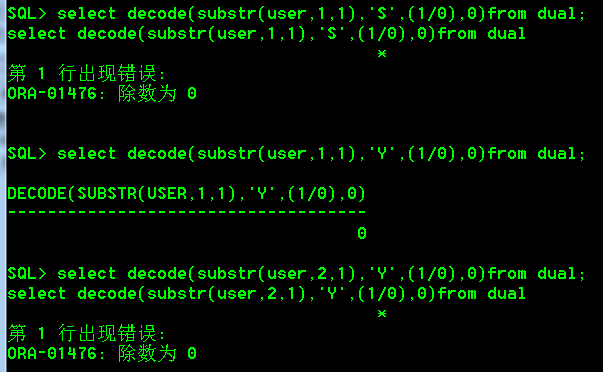 SQL> select decode(substr(user,1,1),'S',(1/0),0)from dual;
select decode(substr(user,1,1),'S',(1/0),0)from dual
*
第 1 行出现错误:
ORA-01476: 除数为 0
SQL> select decode(substr(user,1,1),'Y',(1/0),0)from dual;
DECODE(SUBSTR(USER,1,1),'Y',(1/0),0)
------------------------------------
0
SQL> select decode(substr(user,2,1),'Y',(1/0),0)from dual;
select decode(substr(user,2,1),'Y',(1/0),0)from dual
*
第 1 行出现错误:
ORA-01476: 除数为 0